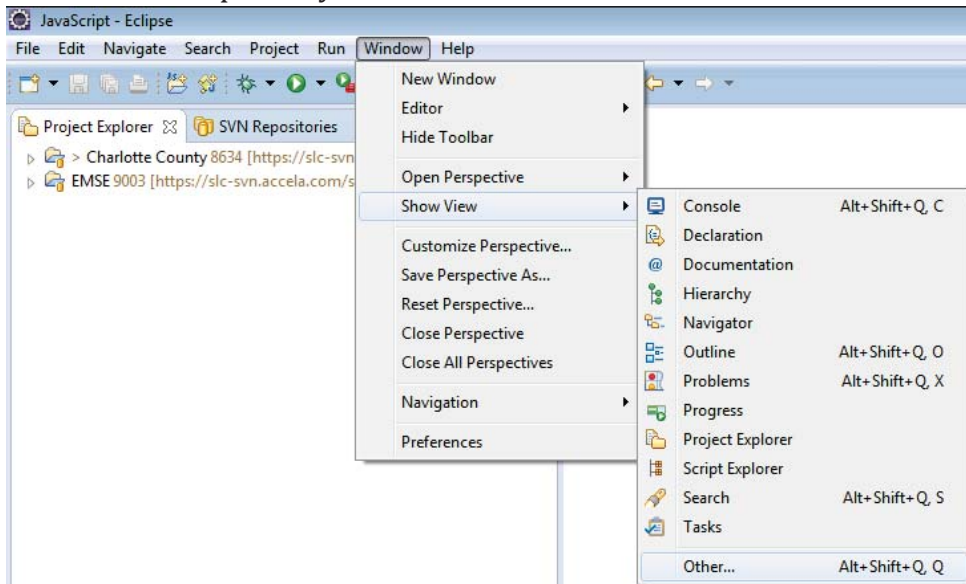 JavaScript - Eclipse
File Edit Navigate Search Project Run Window Help
Project Explorer SVN Repositories
> Charlotte County 8634 [https://slc-svn
EMSE 9003 [https://slc-svn.accela.com/s
New Window
Editor
Hide Toolbar
Open Perspective
Show View
Customize Perspective...
Save Perspective As...
Reset Perspective...
Close Perspective
Close All Perspectives
Navigation
Preferences
Console Alt+Shift+Q, C
Declaration
@ Documentation
Hierarchy
Navigator
Outline Alt+Shift+Q, O
Problems Alt+Shift+Q, X
Progress
Project Explorer
Script Explorer
Search Alt+Shift+Q, S
Tasks
Other... Alt+Shift+Q, Q